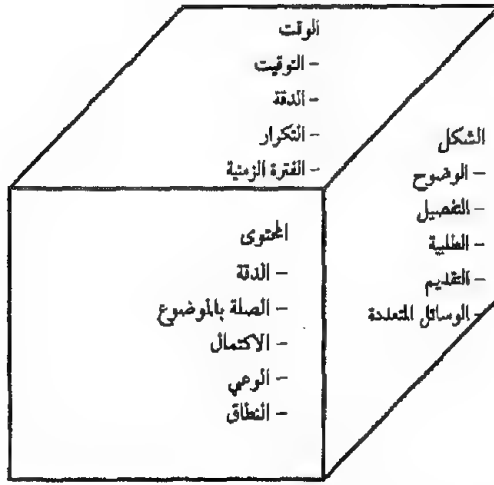 الوقت
- التوقيت
- الدقة
- التكرار
- الفترة الزمنية
الشكل
- الوضوح
- التفصيل
- الطلبية
- التقديم
- الوسائل المتعددة
المحتوى
- الدقة
- الصلة بالموضوع
- الاكتمال
- الوعي
- النطاق